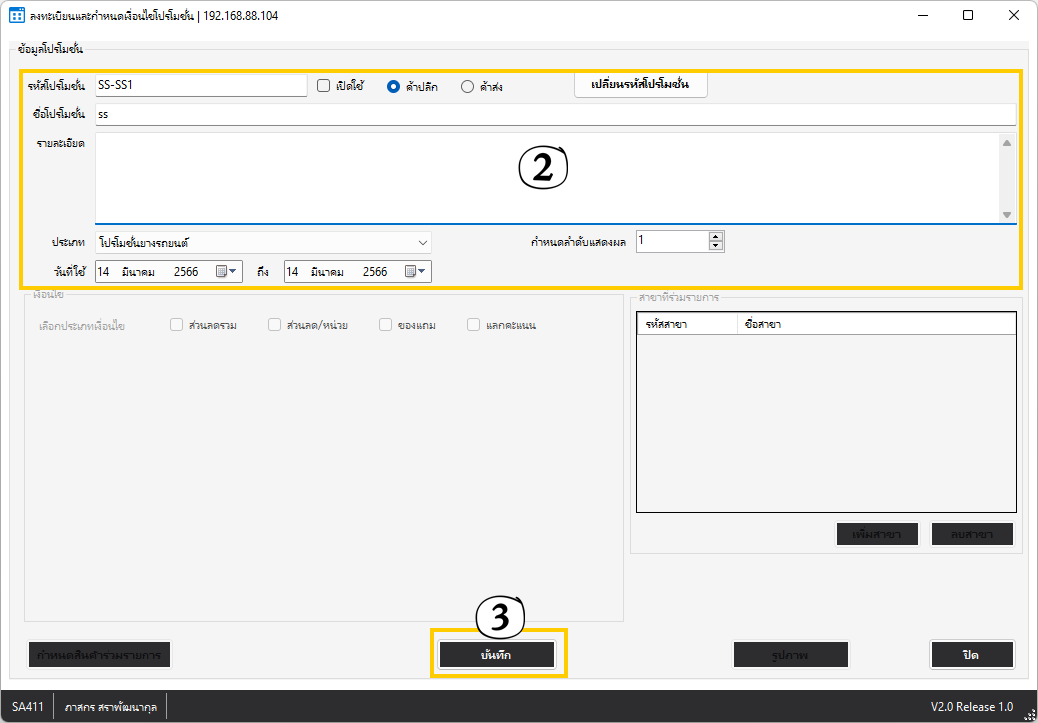 ลงทะเบียนและกำหนดเงื่อนไขโปรโมชั่น | 192.168.88.104
ข้อมูลโปรโมชั่น
รหัสโปรโมชั่น SS-SS1 เปิดใช้ ค้าปลีก ค้าส่ง เปลี่ยนรหัสโปรโมชั่น
ชื่อโปรโมชั่น ss
รายละเอียด
2
ประเภท โปรโมชั่นยางรถยนต์ กำหนดลำดับแสดงผล 1
วันที่ใช้ 14 มีนาคม 2566 ถึง 14 มีนาคม 2566
เงื่อนไข สาขาที่ร่วมรายการ
เลือกประเภทเงื่อนไข ส่วนลดรวม ส่วนลด/หน่วย ของแถม แลกคะแนน รหัสสาขา ชื่อสาขา
เพิ่มสาขา ลบสาขา
3
กำหนดสินค้าร่วมรายการ บันทึก รูปภาพ ปิด
SA411 ภาสกร สราพัฒนากุล V2.0 Release 1.0